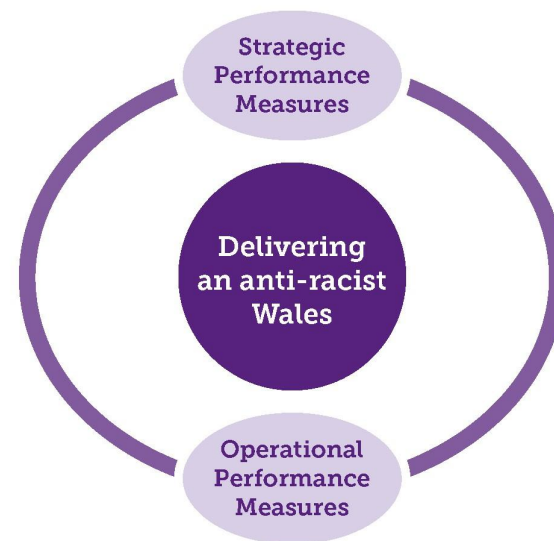 Strategic
Performance
Measures
Delivering
an anti-racist
Wales
Operational
Performance
Measures